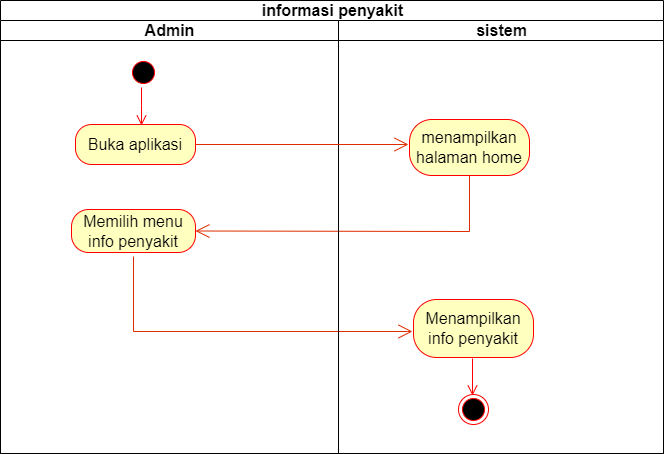 informasi penyakit
Admin
sistem
Buka aplikasi
menampilkan
halaman home
Memilih menu
info penyakit
Menampilkan
info penyakit